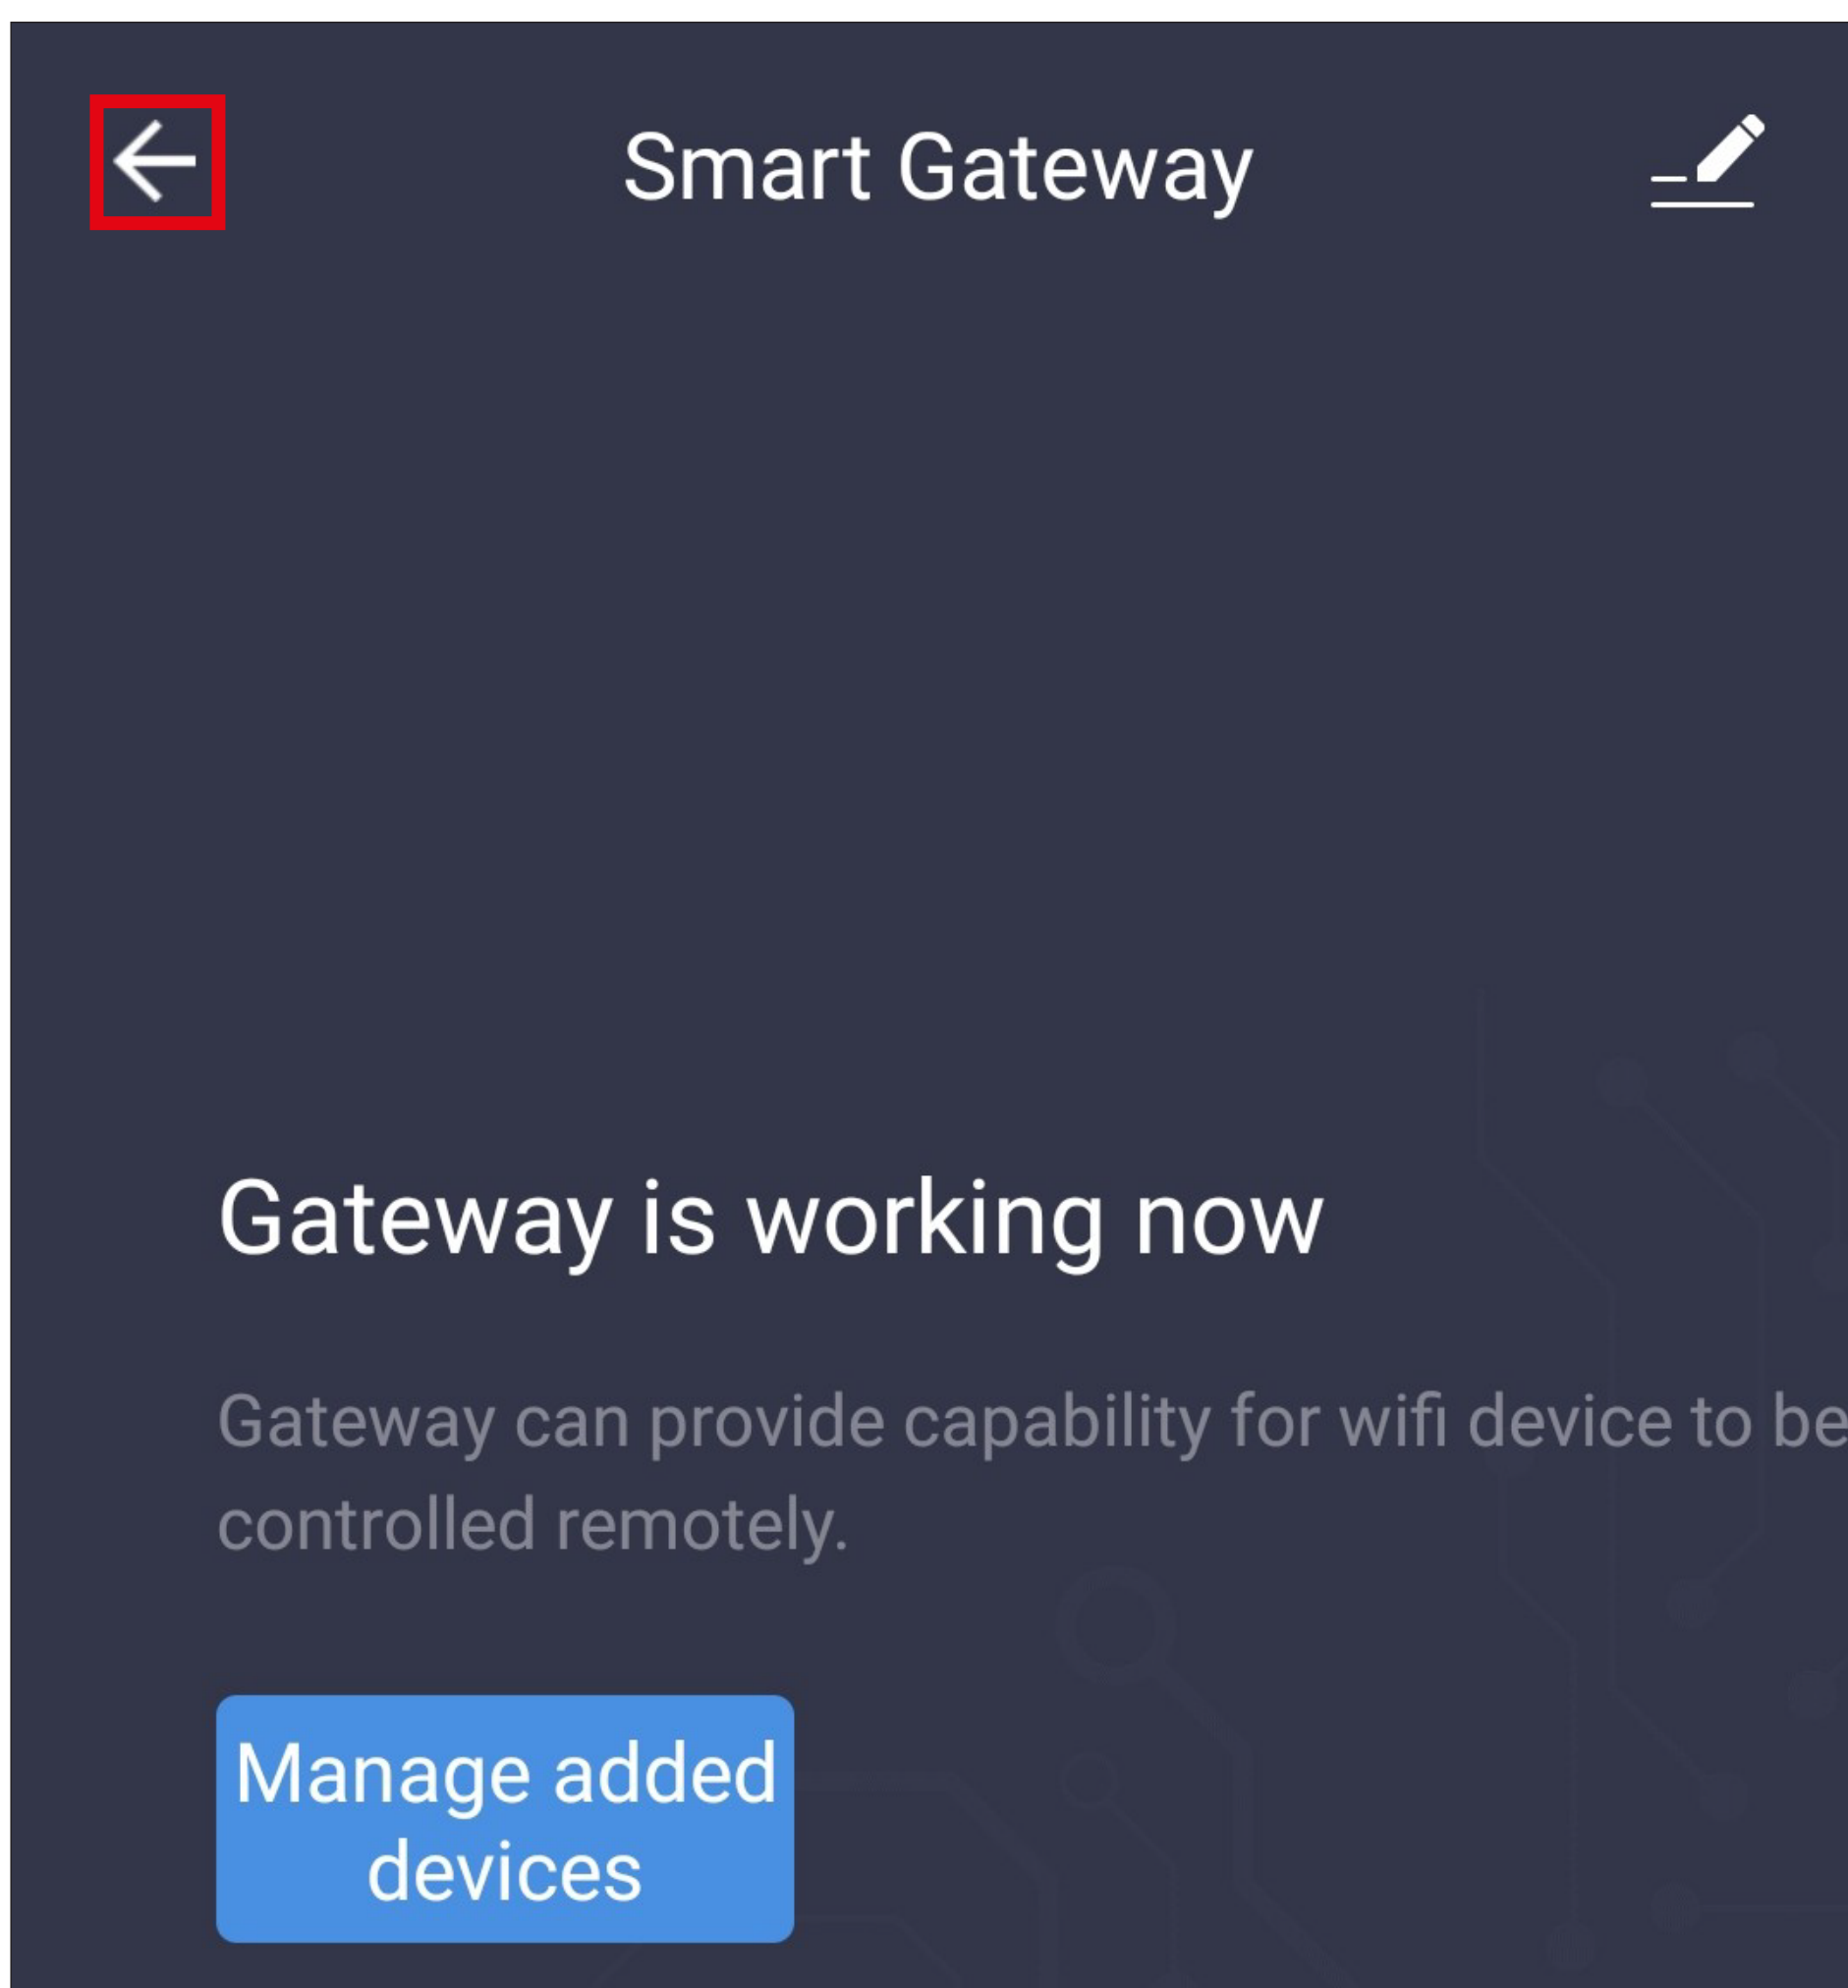 Smart Gateway
Gateway is working now
Gateway can provide capability for wifi device to be
controlled remotely.
Manage added
devices